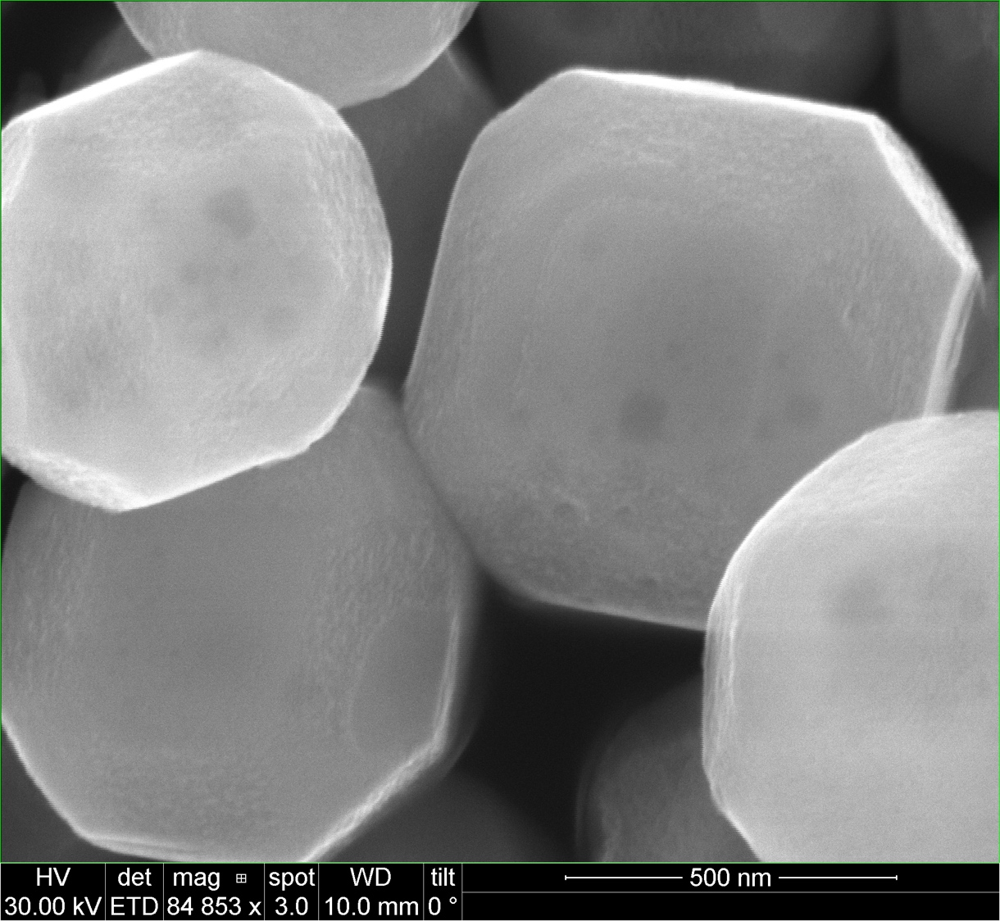 HV det mag ⊞ spot WD tilt 500 nm
30.00 kV ETD 84 853 x 3.0 10.0 mm 0 °